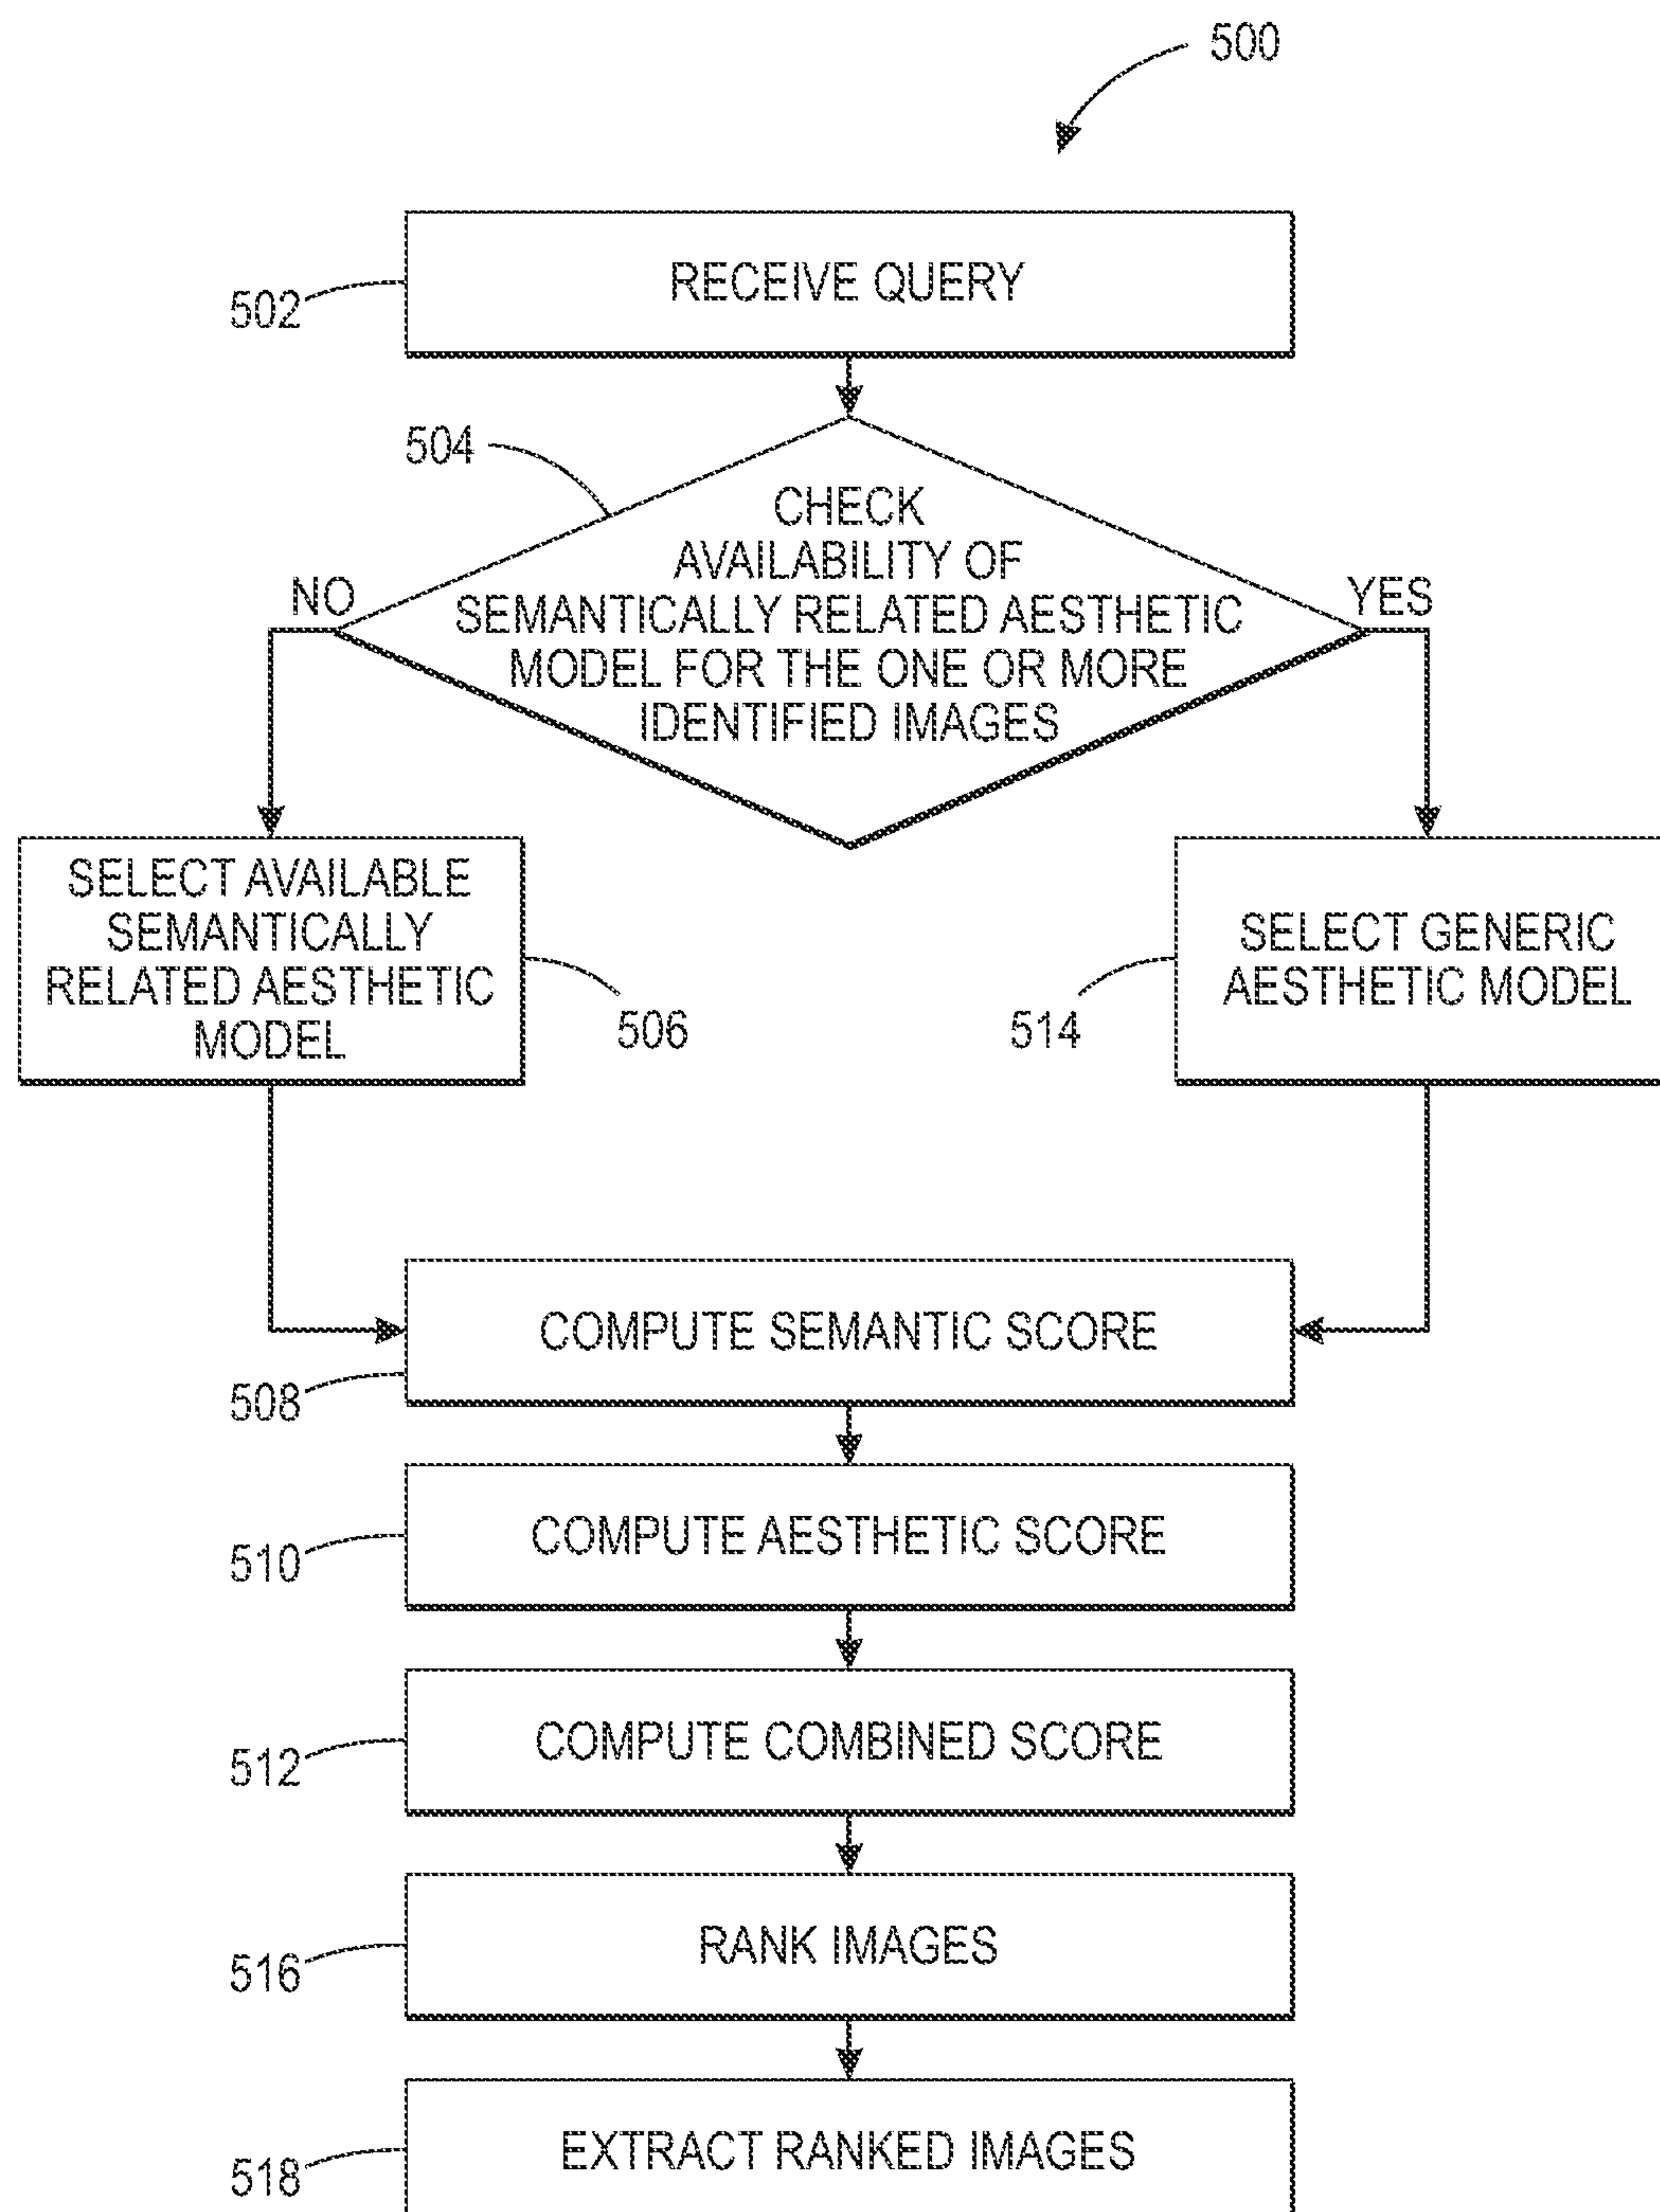 500
RECEIVE QUERY
502
504
CHECK
AVAILABILITY OF
SEMANTICALLY RELATED AESTHETIC
MODEL FOR THE ONE OR MORE
IDENTIFIED IMAGES
NO
YES
SELECT AVAILABLE
SEMANTICALLY
RELATED AESTHETIC
MODEL
506
SELECT GENERIC
AESTHETIC MODEL
514
COMPUTE SEMANTIC SCORE
508
COMPUTE AESTHETIC SCORE
510
COMPUTE COMBINED SCORE
512
RANK IMAGES
516
EXTRACT RANKED IMAGES
518